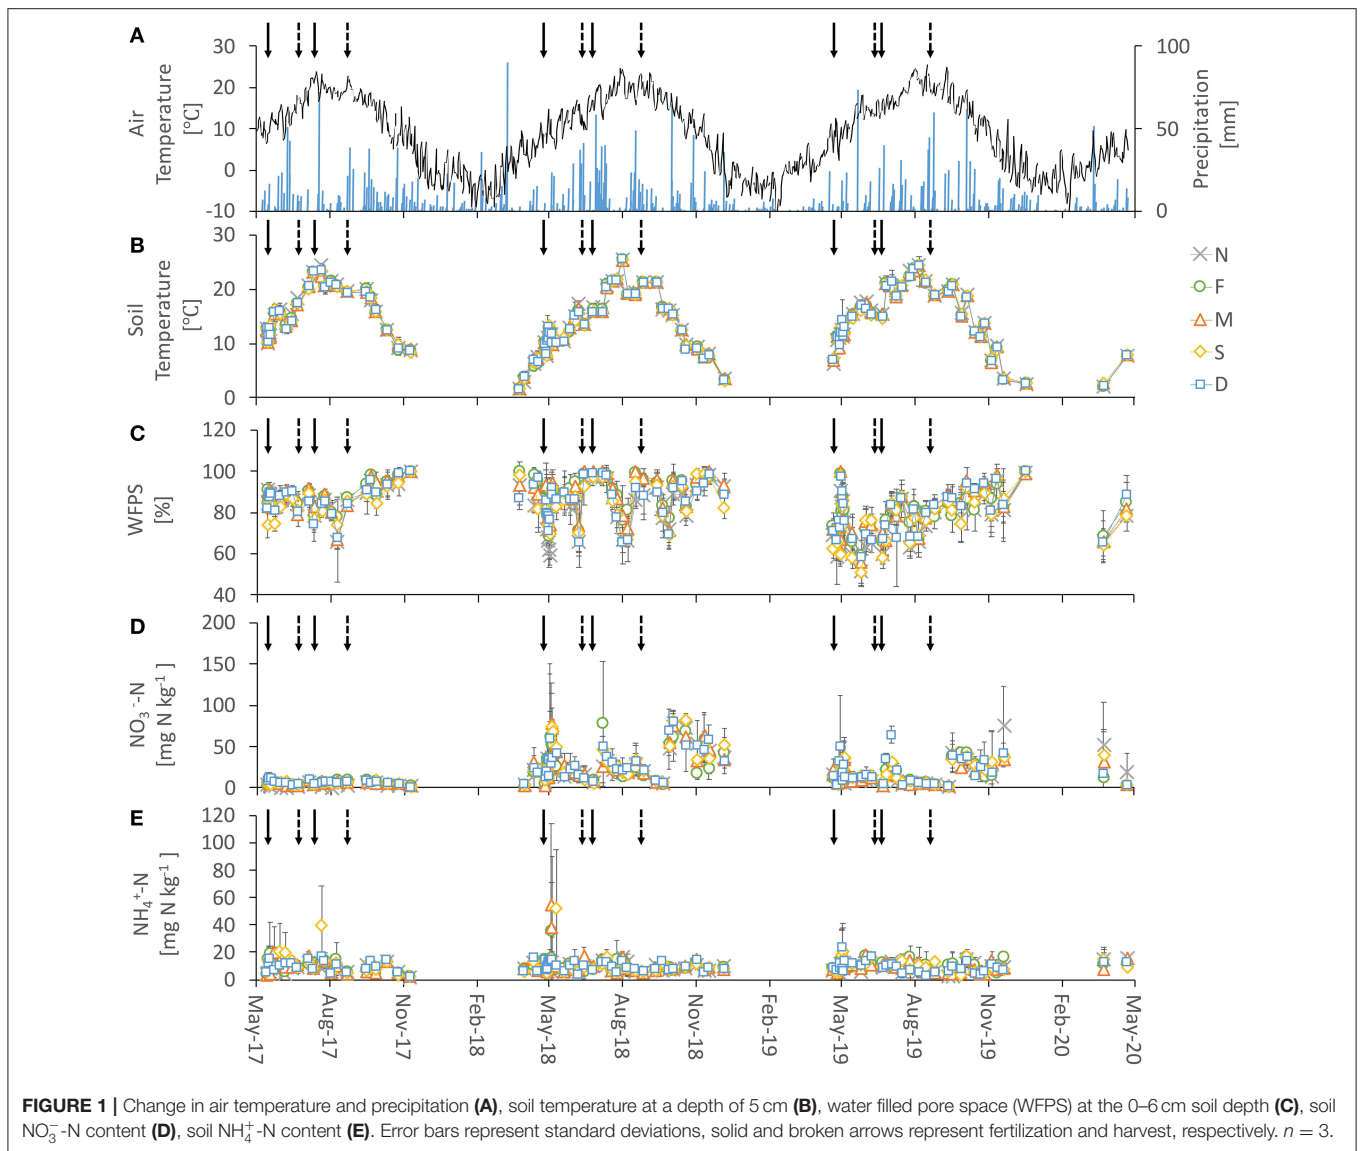 A
30
20
10
0
-10
Air
Temperature
[°C]
100
50
0
Precipitation
[mm]
B
30
20
10
0
Soil
Temperature
[°C]
N
F
M
S
D
C
120
100
80
60
40
WFPS
[%]
D
200
150
100
50
0
NO₃⁻-N
[mg N kg⁻¹]
E
120
100
80
60
40
20
0
NH₄⁺-N
[mg N kg⁻¹]
May-17
Aug-17
Nov-17
Feb-18
May-18
Aug-18
Nov-18
Feb-19
May-19
Aug-19
Nov-19
Feb-20
May-20
FIGURE 1 | Change in air temperature and precipitation (A), soil temperature at a depth of 5 cm (B), water filled pore space (WFPS) at the 0–6 cm soil depth (C), soil
NO₃⁻-N content (D), soil NH₄⁺-N content (E). Error bars represent standard deviations, solid and broken arrows represent fertilization and harvest, respectively. n = 3.